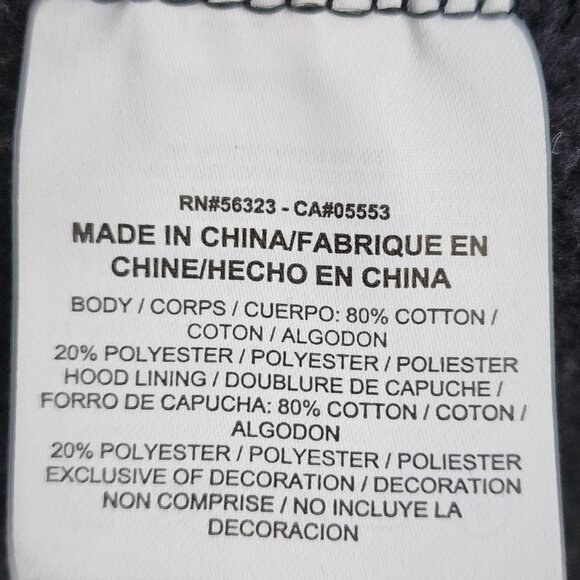 RN#56323 - CA#05553
MADE IN CHINA/FABRIQUE EN
CHINE/HECHO EN CHINA
BODY / CORPS / CUERPO: 80% COTTON /
COTON / ALGODON
20% POLYESTER / POLYESTER / POLIESTER
HOOD LINING / DOUBLURE DE CAPUCHE /
FORRO DE CAPUCHA: 80% COTTON / COTON /
ALGODON
20% POLYESTER / POLYESTER / POLIESTER
EXCLUSIVE OF DECORATION / DECORATION
NON COMPRISE / NO INCLUYE LA
DECORACION